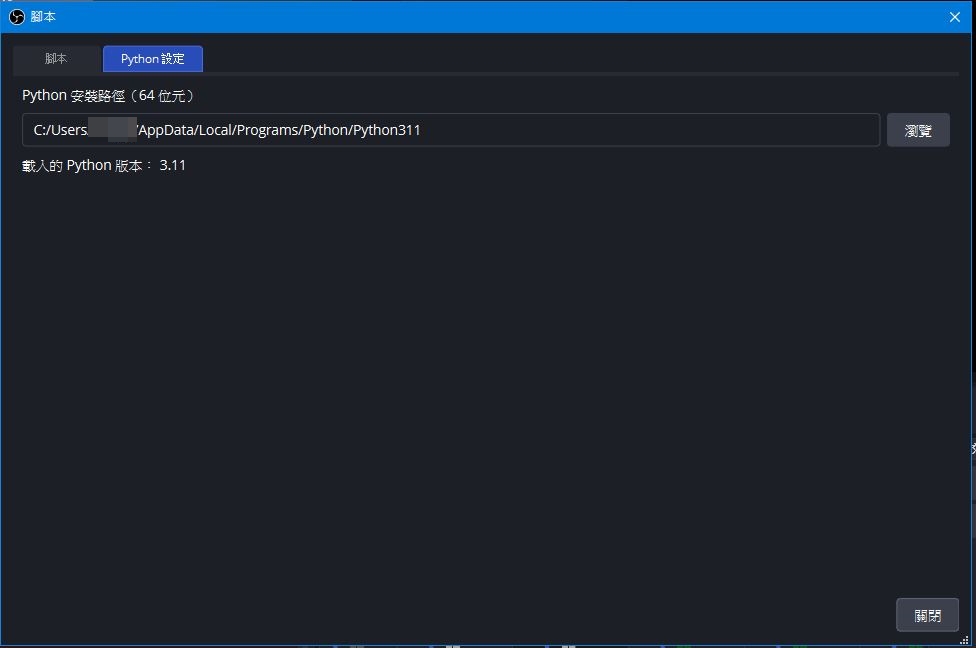 腳本
腳本 Python 設定
Python 安裝路徑（64 位元）
C:/Users/ /AppData/Local/Programs/Python/Python311 瀏覽
載入的 Python 版本： 3.11
關閉